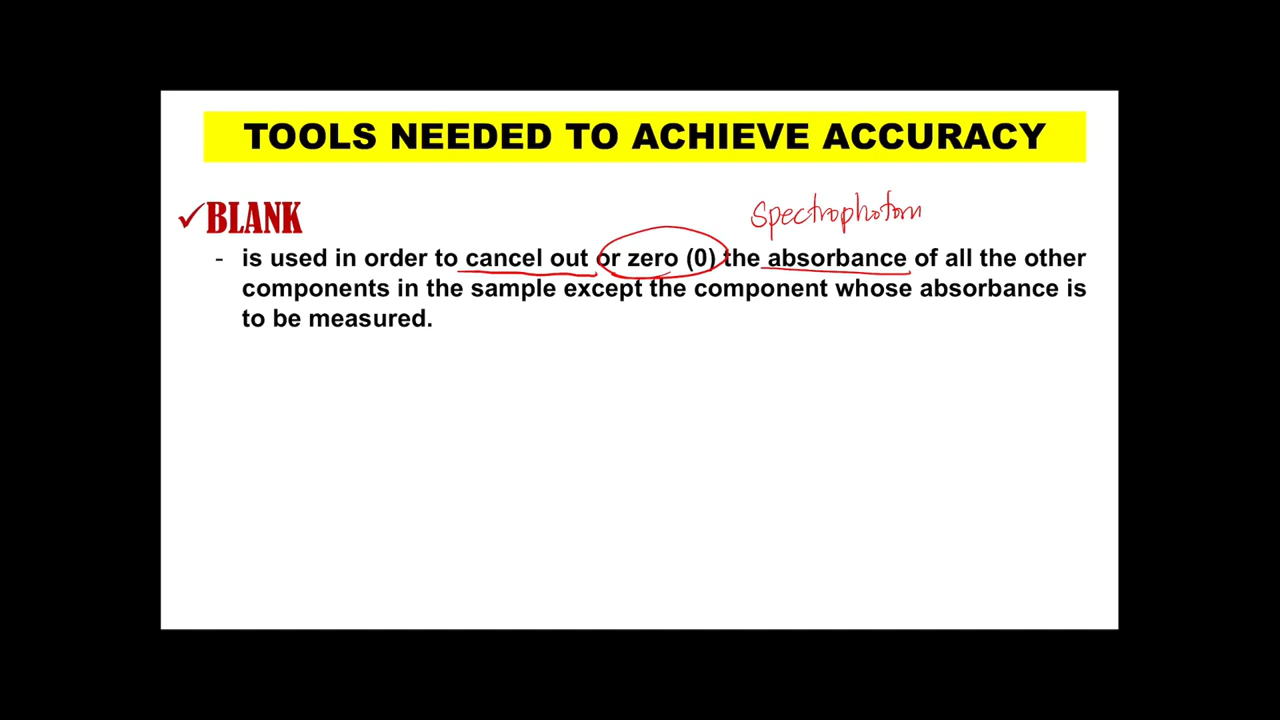 TOOLS NEEDED TO ACHIEVE ACCURACY
✓BLANK
Spectrophotom
- is used in order to cancel out or zero (0) the absorbance of all the other
components in the sample except the component whose absorbance is
to be measured.